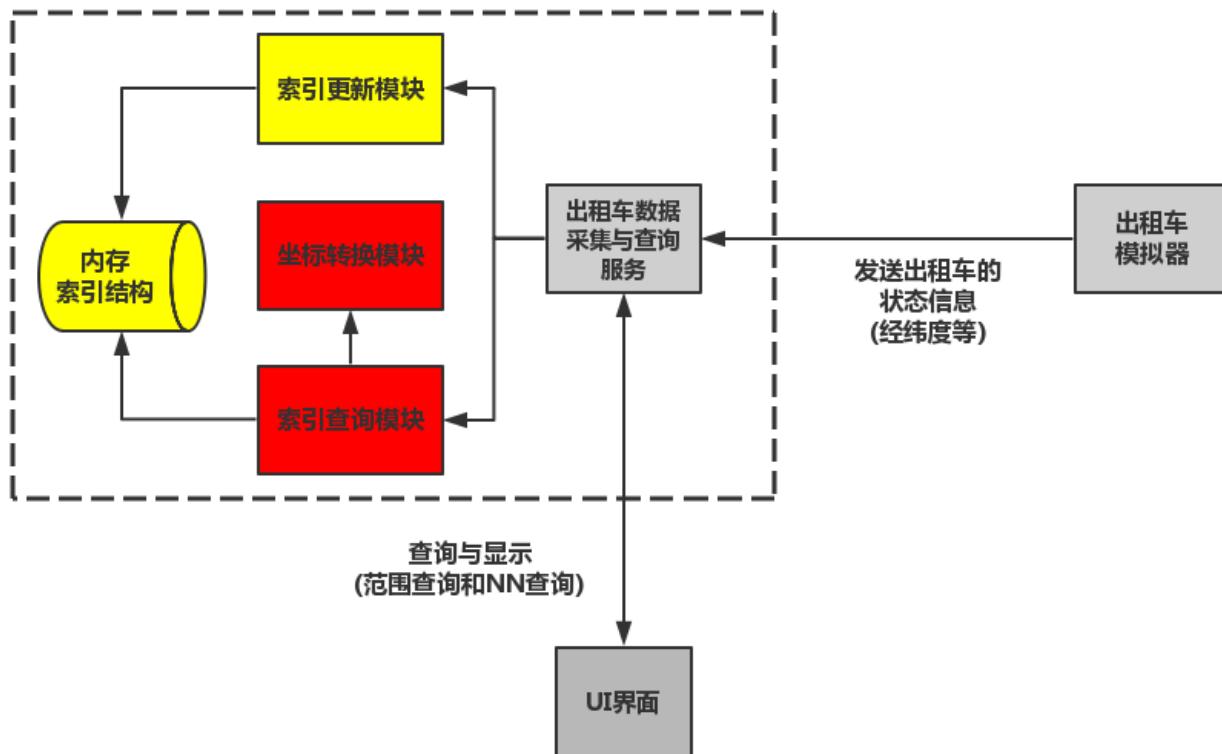 索引更新模块
坐标转换模块
索引查询模块
内存
索引结构
出租车数据
采集与查询
服务
发送出租车的
状态信息
(经纬度等)
出租车
模拟器
查询与显示
(范围查询和NN查询)
UI界面